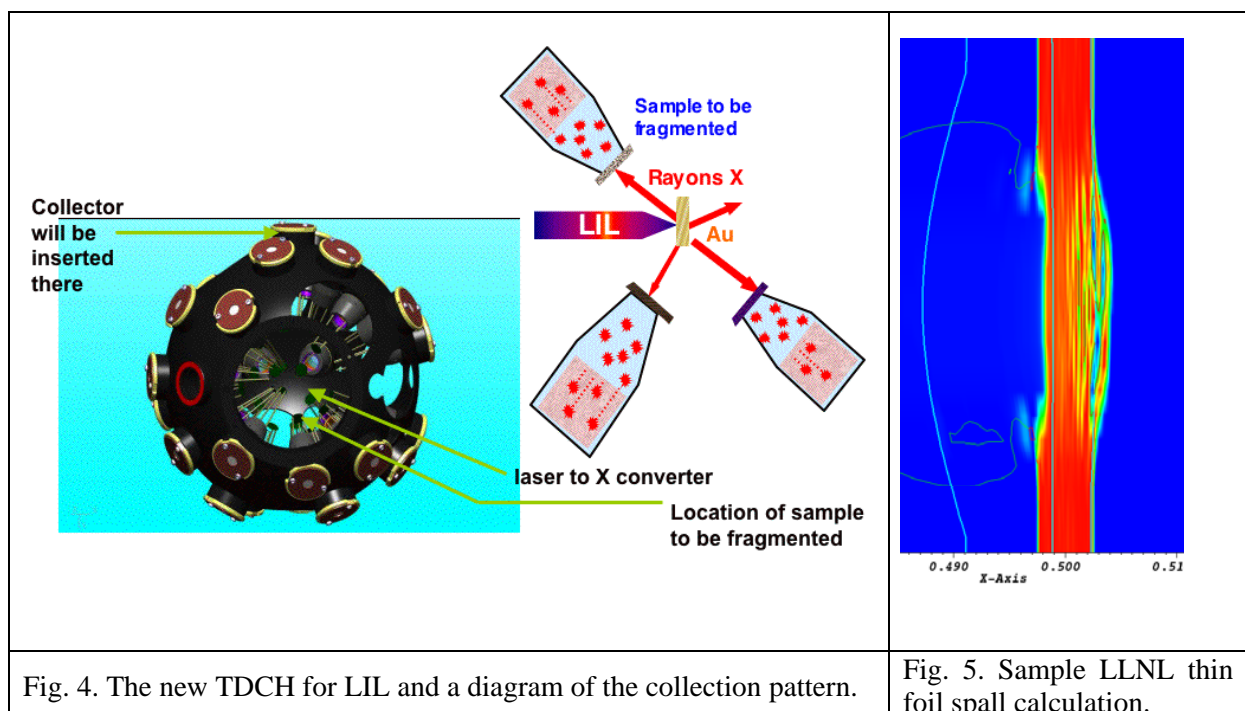 Sample to be
fragmented
Rayons X
LIL
Au
Collector
will be
inserted
there
laser to X converter
Location of sample
to be fragmented
0.490
0.500
0.51
X-Axis
Fig. 4. The new TDCH for LIL and a diagram of the collection pattern.
Fig. 5. Sample LLNL thin
foil spall calculation.